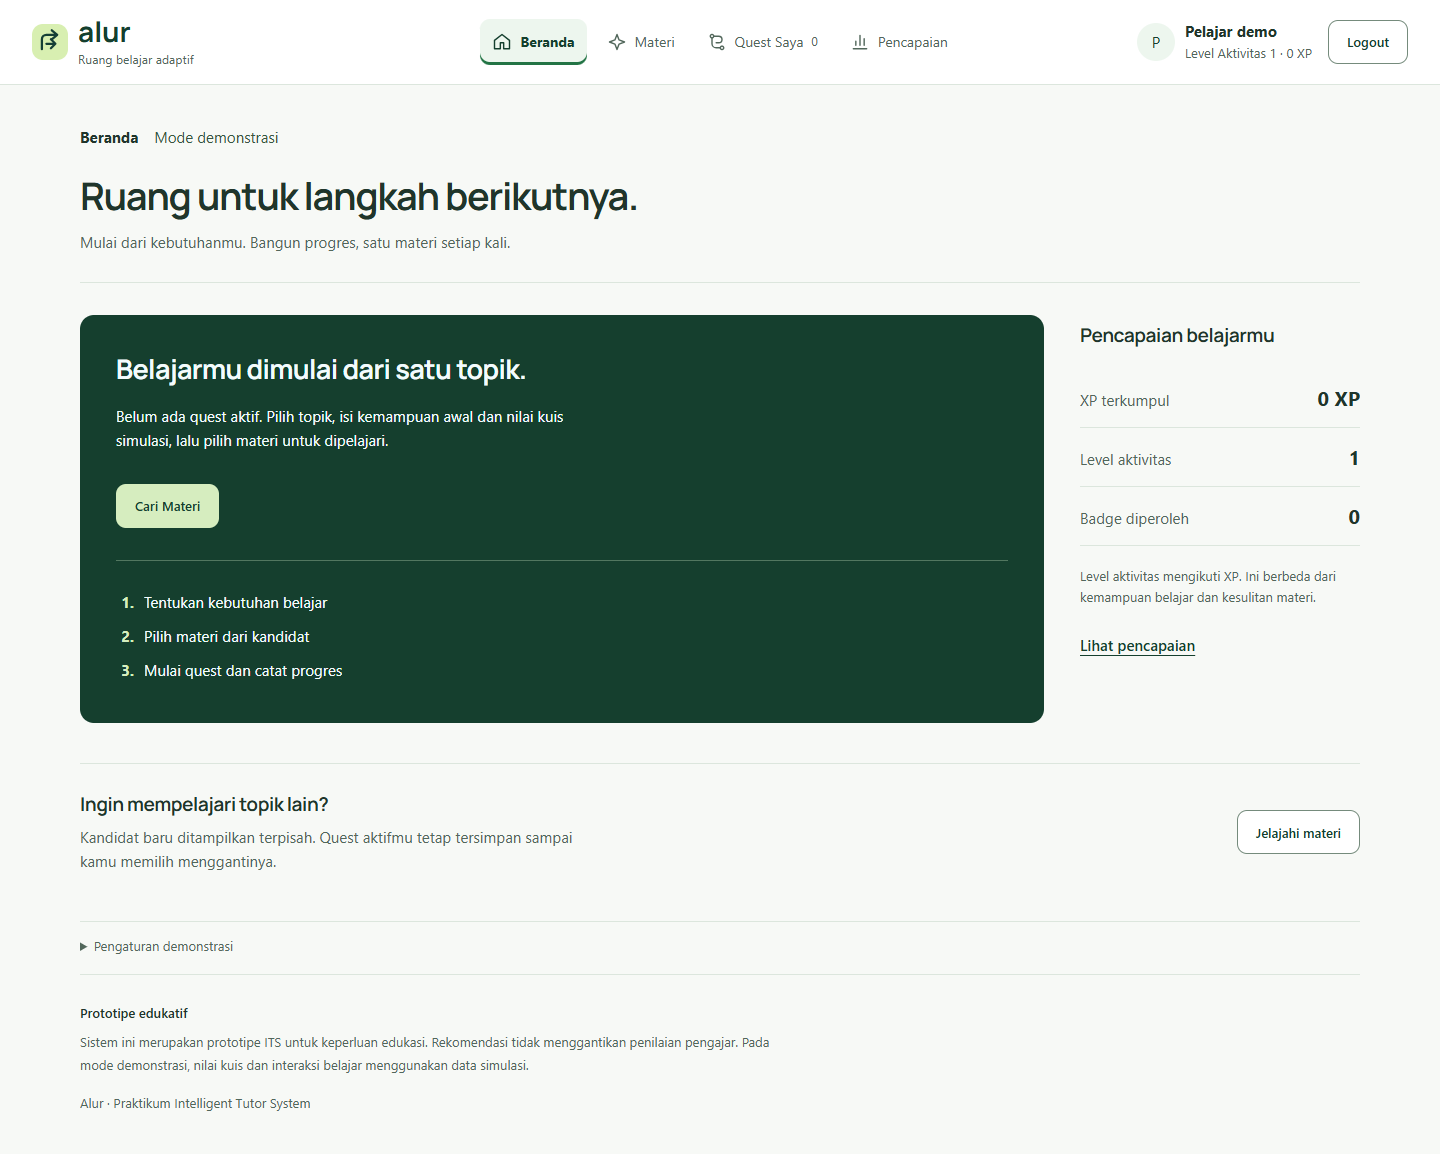 alur
Ruang belajar adaptif
Beranda
Materi
Quest Saya 0
Pencapaian
P
Pelajar demo
Level Aktivitas 1 · 0 XP
Logout
Beranda Mode demonstrasi
Ruang untuk langkah berikutnya.
Mulai dari kebutuhanmu. Bangun progres, satu materi setiap kali.
Belajarmu dimulai dari satu topik.
Belum ada quest aktif. Pilih topik, isi kemampuan awal dan nilai kuis
simulasi, lalu pilih materi untuk dipelajari.
Cari Materi
1. Tentukan kebutuhan belajar
2. Pilih materi dari kandidat
3. Mulai quest dan catat progres
Pencapaian belajarmu
XP terkumpul 0 XP
Level aktivitas 1
Badge diperoleh 0
Level aktivitas mengikuti XP. Ini berbeda dari
kemampuan belajar dan kesulitan materi.
Lihat pencapaian
Ingin mempelajari topik lain?
Kandidat baru ditampilkan terpisah. Quest aktifmu tetap tersimpan sampai
kamu memilih menggantinya.
Jelajahi materi
Pengaturan demonstrasi
Prototipe edukatif
Sistem ini merupakan prototipe ITS untuk keperluan edukasi. Rekomendasi tidak menggantikan penilaian pengajar. Pada
mode demonstrasi, nilai kuis dan interaksi belajar menggunakan data simulasi.
Alur · Praktikum Intelligent Tutor System